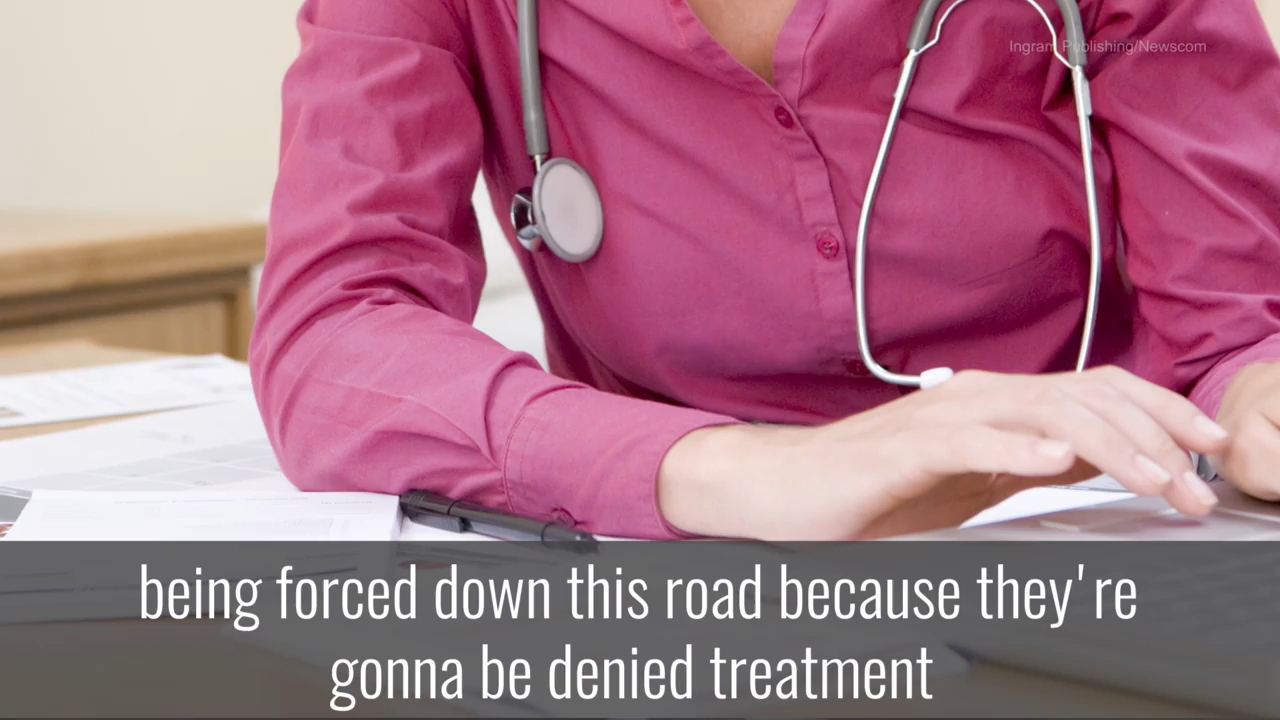 Ingram Publishing/Newscom
being forced down this road because they're
gonna be denied treatment